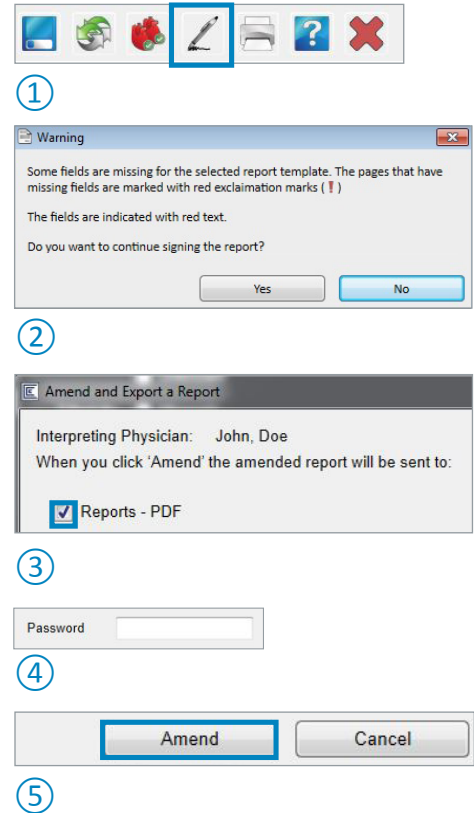 ?
①
Warning
Some fields are missing for the selected report template. The pages that have
missing fields are marked with red exclaimation marks (!)
The fields are indicated with red text.
Do you want to continue signing the report?
Yes No
②
Amend and Export a Report
Interpreting Physician: John, Doe
When you click 'Amend' the amended report will be sent to:
Reports - PDF
③
Password
④
Amend Cancel
⑤